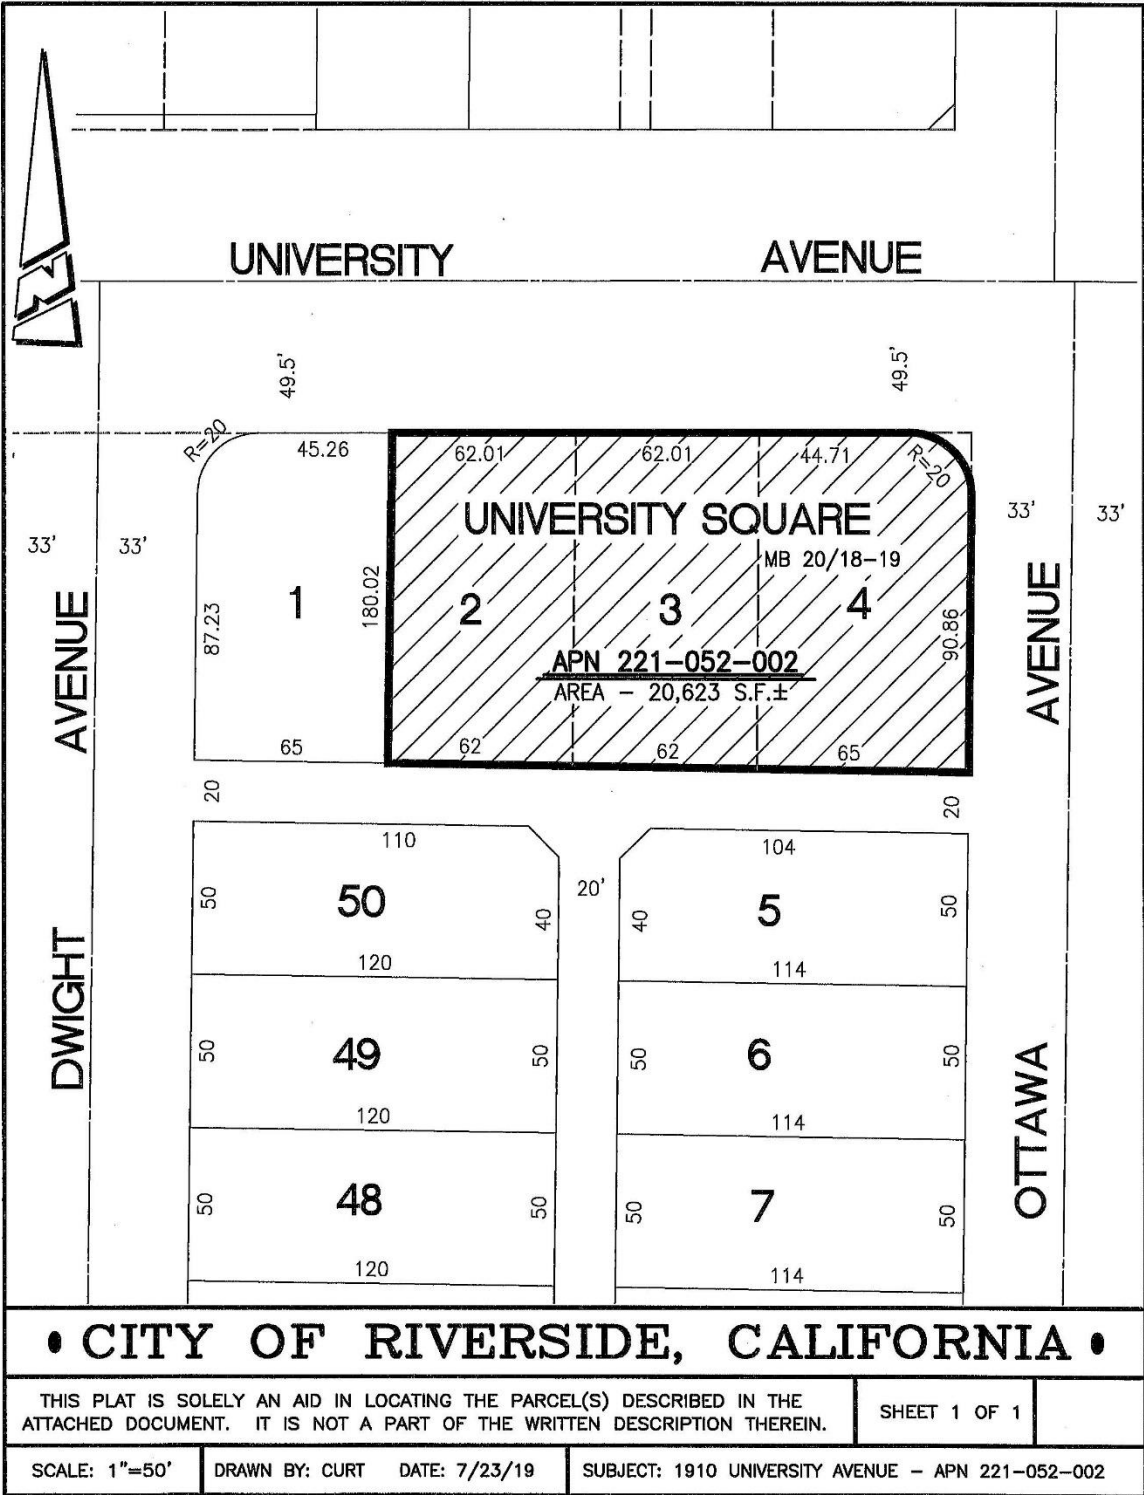 N
UNIVERSITY AVENUE
49.5' 49.5'
R=20 45.26 62.01 62.01 44.71 R=20
UNIVERSITY SQUARE
MB 20/18-19
33' 33' 33' 33'
87.23 1 180.02 2 3 4 90.86
APN 221-052-002
AREA - 20,623 S.F.±
65 62 62 65
20 20
DWIGHT AVENUE
OTTAWA AVENUE
110 104
50 50 40 20' 40 5 50
120 114
50 49 50 50 6 50
120 114
50 48 50 50 7 50
120 114
• CITY OF RIVERSIDE, CALIFORNIA •
THIS PLAT IS SOLELY AN AID IN LOCATING THE PARCEL(S) DESCRIBED IN THE
ATTACHED DOCUMENT. IT IS NOT A PART OF THE WRITTEN DESCRIPTION THEREIN.
SHEET 1 OF 1
SCALE: 1"=50' DRAWN BY: CURT DATE: 7/23/19 SUBJECT: 1910 UNIVERSITY AVENUE - APN 221-052-002